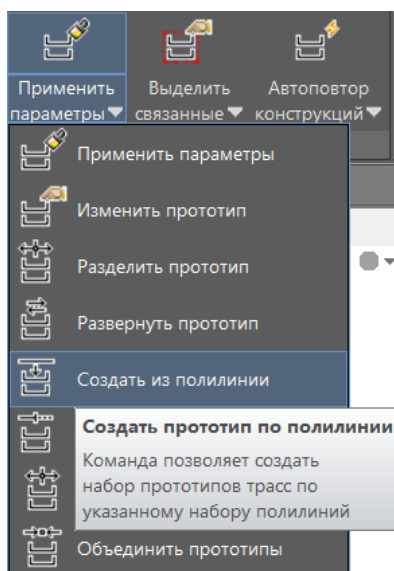 Применить
параметры
Выделить
связанные
Автоповтор
конструкций
Применить параметры
Изменить прототип
Разделить прототип
Развернуть прототип
Создать из полилинии
Создать прототип по полилинии
Команда позволяет создать
набор прототипов трасс по
указанному набору полилиний
Объединить прототипы